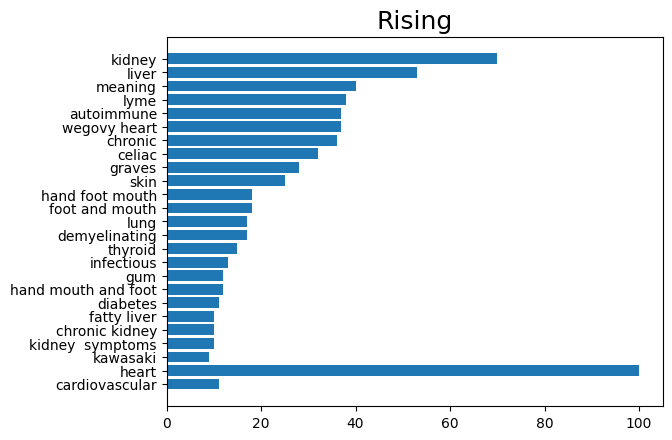 Rising
kidney
liver
meaning
lyme
autoimmune
wegovy heart
chronic
celiac
graves
skin
hand foot mouth
foot and mouth
lung
demyelinating
thyroid
infectious
gum
hand mouth and foot
diabetes
fatty liver
chronic kidney
kidney  symptoms
kawasaki
heart
cardiovascular
0 20 40 60 80 100